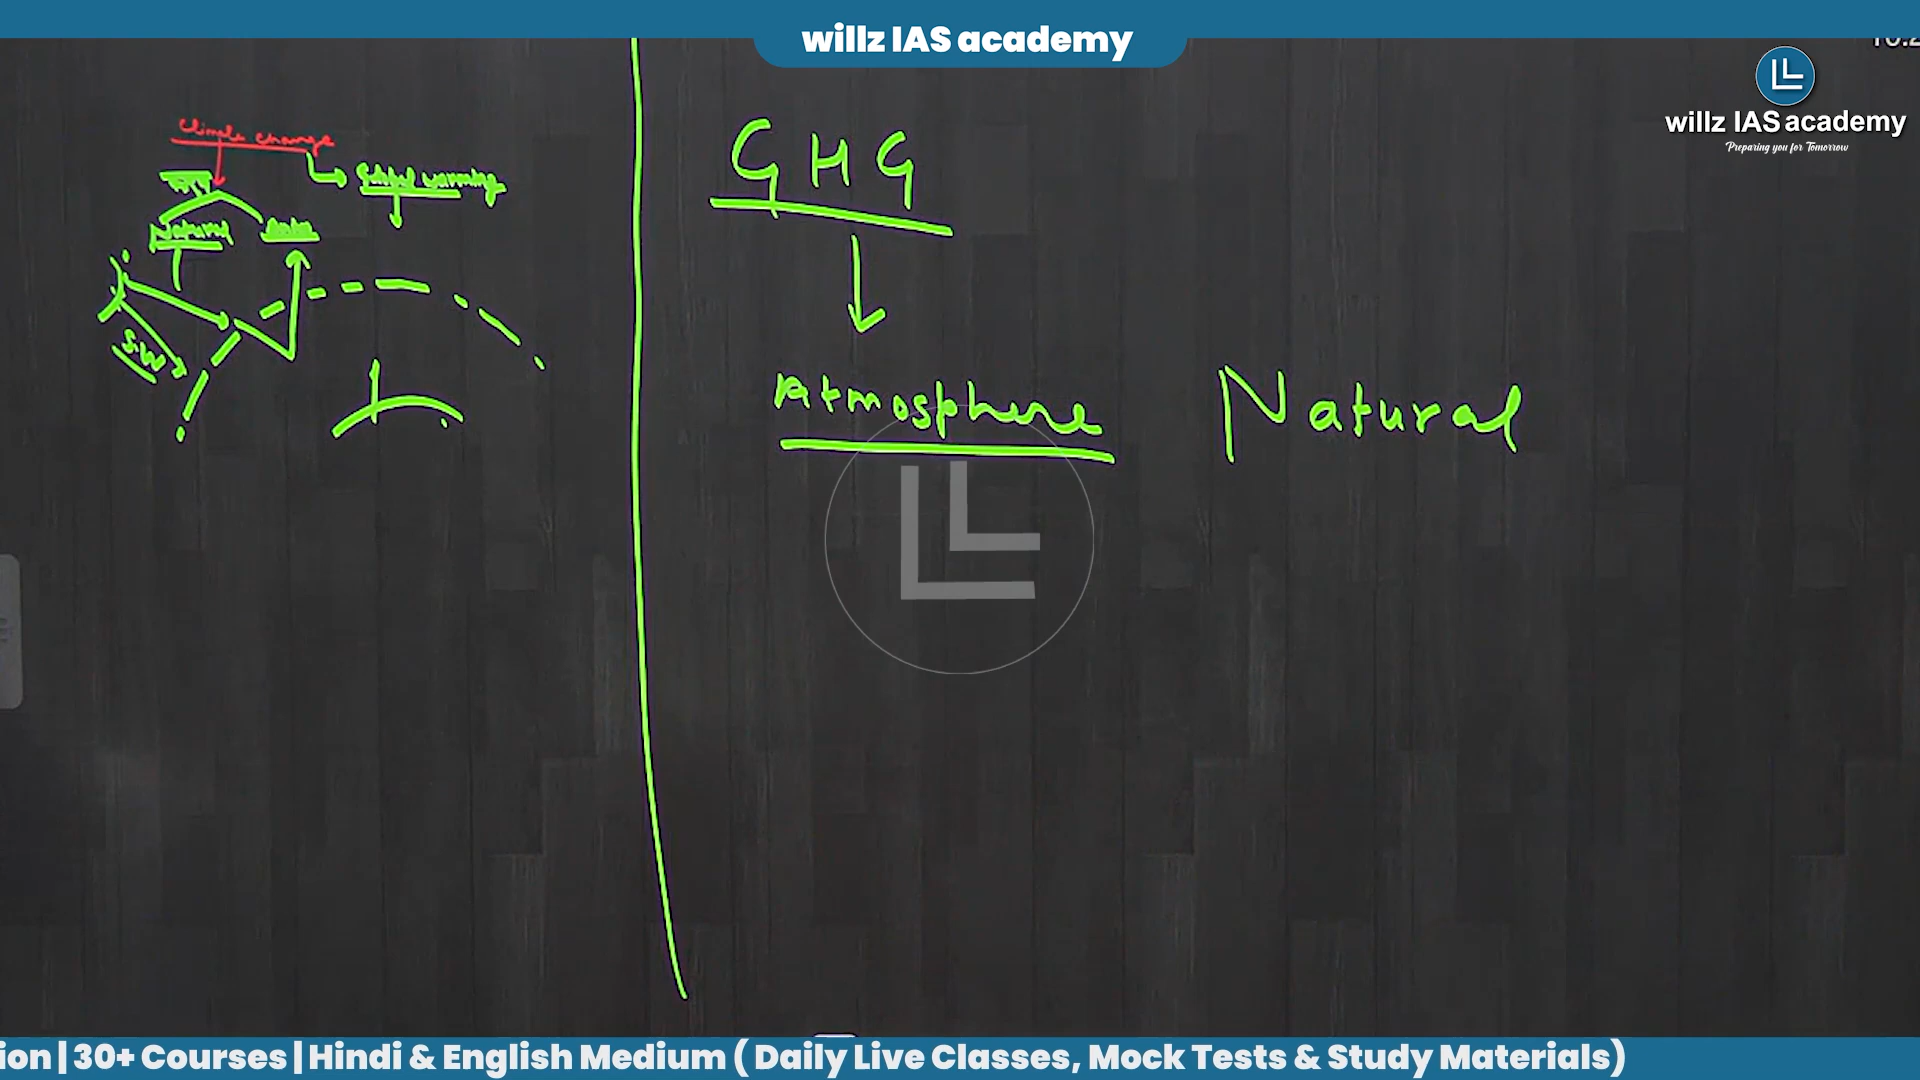 willz IAS academy
willz IAS academy
Preparing you for Tomorrow
Climate change
Global warming
Natural
S.W
GHG
Atmosphere
Natural
ion | 30+ Courses | Hindi & English Medium ( Daily Live Classes, Mock Tests & Study Materials)